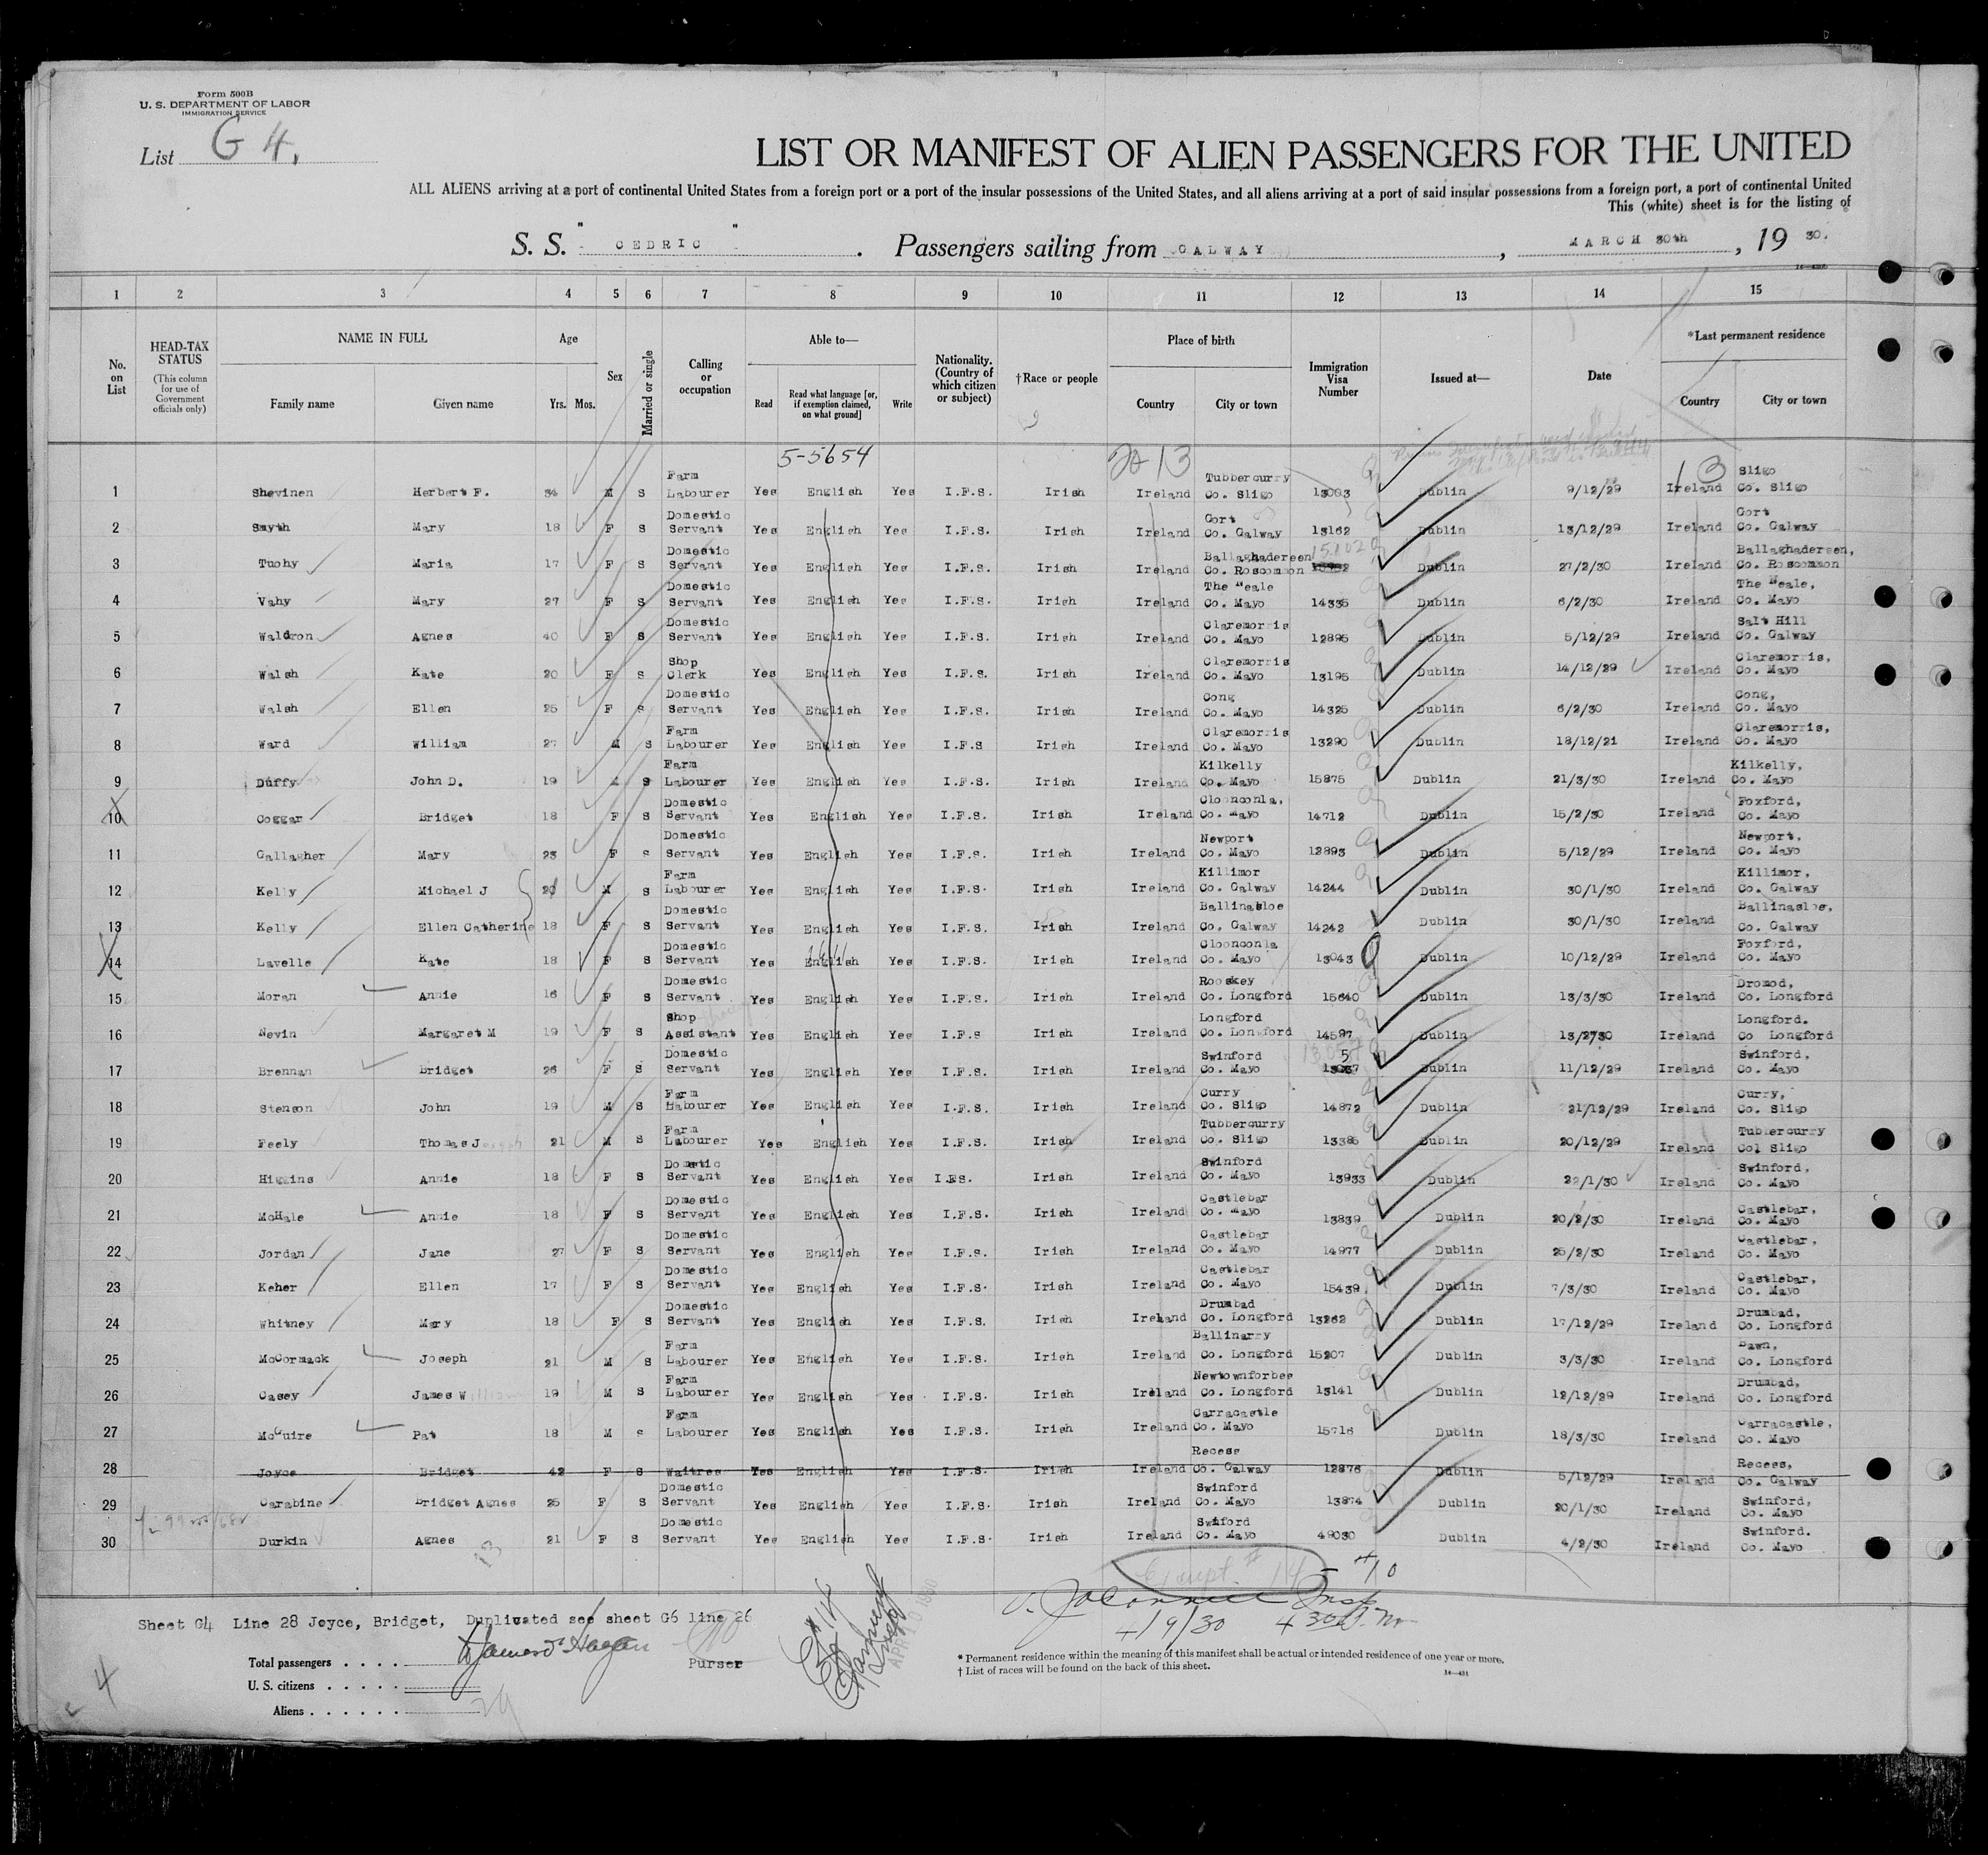 Form 500B
U. S. DEPARTMENT OF LABOR
IMMIGRATION SERVICE
List G 4.
LIST OR MANIFEST OF ALIEN PASSENGERS FOR THE UNITED
ALL ALIENS arriving at a port of continental United States from a foreign port or a port of the insular possessions of the United States, and all aliens arriving at a port of said insular possessions from a foreign port, a port of continental United
This (white) sheet is for the listing of
S. S. " CEDRIC " . Passengers sailing from GALWAY , MARCH 30th , 19 30.
1 2 3 4 5 6 7 8 9 10 11 12 13 14 15
No. on List HEAD-TAX STATUS (This column for use of Government officials only) NAME IN FULL Family name Given name Age Yrs. Mos. Sex Married or single Calling or occupation Able to— Read Read what language [or, if exemption claimed, on what ground] Write Nationality. (Country of which citizen or subject) †Race or people Place of birth Country City or town Immigration Visa Number Issued at— Date *Last permanent residence Country City or town
5-5654 13 13
1 Shevinen Herbert F. 34 M S Farm Labourer Yes English Yes I.F.S. Irish Ireland Tubbercurry Co. Sligo 13003 Dublin 9/12/29 Ireland Sligo Co. Sligo
2 Smyth Mary 18 F S Domestic Servant Yes English Yes I.F.S. Irish Ireland Gort Co. Galway 13162 Dublin 13/12/29 Ireland Gort Co. Galway
3 Tuohy Maria 17 F S Domestic Servant Yes English Yes I.F.S. Irish Ireland Ballaghadereen Co. Roscommon 15102 Dublin 27/2/30 Ireland Ballaghadereen, Co. Roscommon
4 Vahy Mary 27 F S Domestic Servant Yes English Yes I.F.S. Irish Ireland The Neale Co. Mayo 14335 Dublin 6/2/30 Ireland The Neale, Co. Mayo
5 Waldron Agnes 40 F S Domestic Servant Yes English Yes I.F.S. Irish Ireland Claremorris Co. Mayo 12895 Dublin 5/12/29 Ireland Salt Hill Co. Galway
6 Walsh Kate 20 F S Shop Clerk Yes English Yes I.F.S. Irish Ireland Claremorris Co. Mayo 13195 Dublin 14/12/29 Ireland Claremorris, Co. Mayo
7 Walsh Ellen 25 F S Domestic Servant Yes English Yes I.F.S. Irish Ireland Cong Co. Mayo 14325 Dublin 6/2/30 Ireland Cong, Co. Mayo
8 Ward William 27 M S Farm Labourer Yes English Yes I.F.S Irish Ireland Claremorris Co. Mayo 13290 Dublin 18/12/21 Ireland Claremorris, Co. Mayo
9 Duffy John D. 19 M S Farm Labourer Yes English Yes I.F.S. Irish Ireland Kilkelly Co. Mayo 15875 Dublin 21/3/30 Ireland Kilkelly, Co. Mayo
10 Coggar Bridget 18 F S Domestic Servant Yes English Yes I.F.S. Irish Ireland Cloonconla, Co. Mayo 14712 Dublin 15/2/30 Ireland Foxford, Co. Mayo
11 Gallagher Mary 23 F S Domestic Servant Yes English Yes I.F.S. Irish Ireland Newport Co. Mayo 12893 Dublin 5/12/29 Ireland Newport, Co. Mayo
12 Kelly Michael J M S Farm Labourer Yes English Yes I.F.S. Irish Ireland Killimor Co. Galway 14244 Dublin 30/1/30 Ireland Killimor, Co. Galway
13 Kelly Ellen Catherine 18 F S Domestic Servant Yes English Yes I.F.S. Irish Ireland Ballinasloe Co. Galway 14242 Dublin 30/1/30 Ireland Ballinasloe, Co. Galway
14 Lavelle Kate 18 F S Domestic Servant Yes English Yes I.F.S. Irish Ireland Cloonconla Co. Mayo 13043 Dublin 10/12/29 Ireland Foxford, Co. Mayo
15 Moran Annie 16 F S Domestic Servant Yes English Yes I.F.S. Irish Ireland Rooskey Co. Longford 15640 Dublin 13/3/30 Ireland Dromod, Co. Longford
16 Nevin Margaret M 19 F S Shop Assistant Yes English Yes I.F.S Irish Ireland Longford Co. Longford 14597 Dublin 13/2/30 Ireland Longford. Co Longford
17 Brennan Bridget 26 F S Domestic Servant Yes English Yes I.F.S. Irish Ireland Swinford Co. Mayo Dublin 11/12/29 Ireland Swinford, Co. Mayo
18 Stenson John 19 M S Farm Habourer Yes English Yes I.F.S. Irish Ireland Curry Co. Sligo 14872 Dublin 21/12/29 Ireland Curry, Co. Sligo
19 Feely Thomas Joseph 21 M S Farm Labourer Yes English Yes I.F.S. Irish Ireland Tubbercurry Co. Sligo 13385 Dublin 20/12/29 Ireland Tubbercurry Col Sligo
20 Higgins Annie 18 F S Domestic Servant Yes English Yes I.FS. Irish Ireland Swinford Co. Mayo 13933 Dublin 22/1/30 Ireland Swinford, Co. Mayo
21 McHale Annie 18 F S Domestic Servant Yes English Yes I.F.S. Irish Ireland Castlebar Co. Mayo 13839 Dublin 20/2/30 Ireland Castlebar, Co. Mayo
22 Jordan Jane 27 F S Domestic Servant Yes English Yes I.F.S. Irish Ireland Castlebar Co. Mayo 14977 Dublin 25/2/30 Ireland Castlebar, Co. Mayo
23 Keher Ellen 17 F S Domestic Servant Yes English Yes I.F.S. Irish Ireland Castlebar Co. Mayo 15439 Dublin 7/3/30 Ireland Castlebar, Co. Mayo
24 Whitney Mary 18 F S Domestic Servant Yes English Yes I.F.S. Irish Ireland Drumbad Co. Longford 13262 Dublin 17/12/29 Ireland Drumbad, Co. Longford
25 McCormack Joseph 21 M S Farm Labourer Yes English Yes I.F.S. Irish Ireland Ballinarry Co. Longford 15207 Dublin 3/3/30 Ireland Bawn, Co. Longford
26 Casey James William 19 M S Farm Labourer Yes English Yes I.F.S. Irish Ireland Newtownforbes Co. Longford 13141 Dublin 12/12/29 Ireland Drumbad, Co. Longford
27 McGuire Pat 18 M S Farm Labourer Yes English Yes I.F.S. Irish Ireland Carracastle Co. Mayo 15716 Dublin 18/3/30 Ireland Carracastle, Co. Mayo
28 Joyce Bridget 42 F S Waitres Yes English Yes I.F.S. Irish Ireland Recess Co. Galway 12876 Dublin 5/12/29 Ireland Recess, Co. Galway
29 Carabine Bridget Agnes 25 F S Domestic Servant Yes English Yes I.F.S. Irish Ireland Swinford Co. Mayo 13874 Dublin 20/1/30 Ireland Swinford, Co. Mayo
30 Durkin Agnes 21 F S Domestic Servant Yes English Yes I.F.S. Irish Ireland Swinford Co. Mayo 49030 Dublin 4/2/30 Ireland Swinford. Co. Mayo
Sheet G4 Line 28 Joyce, Bridget, Duplicated see sheet G6 line 26
Total passengers . . . .
Purser
U. S. citizens . . . . .
Aliens . . . . . . 29
* Permanent residence within the meaning of this manifest shall be actual or intended residence of one year or more.
† List of races will be found on the back of this sheet.
4